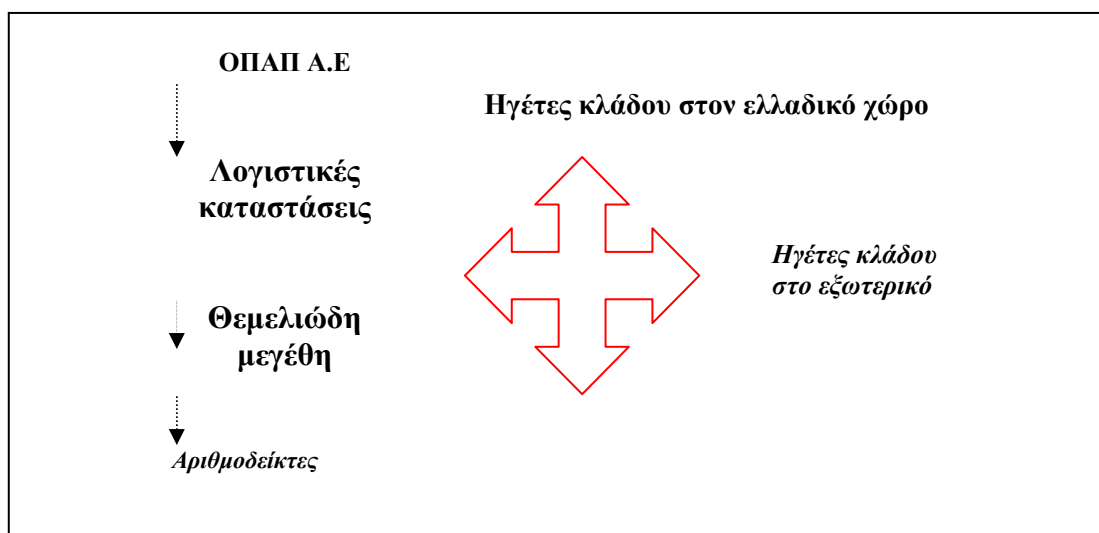 ΟΠΑΠ Α.Ε
Ηγέτες κλάδου στον ελλαδικό χώρο
Λογιστικές
καταστάσεις
Ηγέτες κλάδου
στο εξωτερικό
Θεμελιώδη
μεγέθη
Αριθμοδείκτες